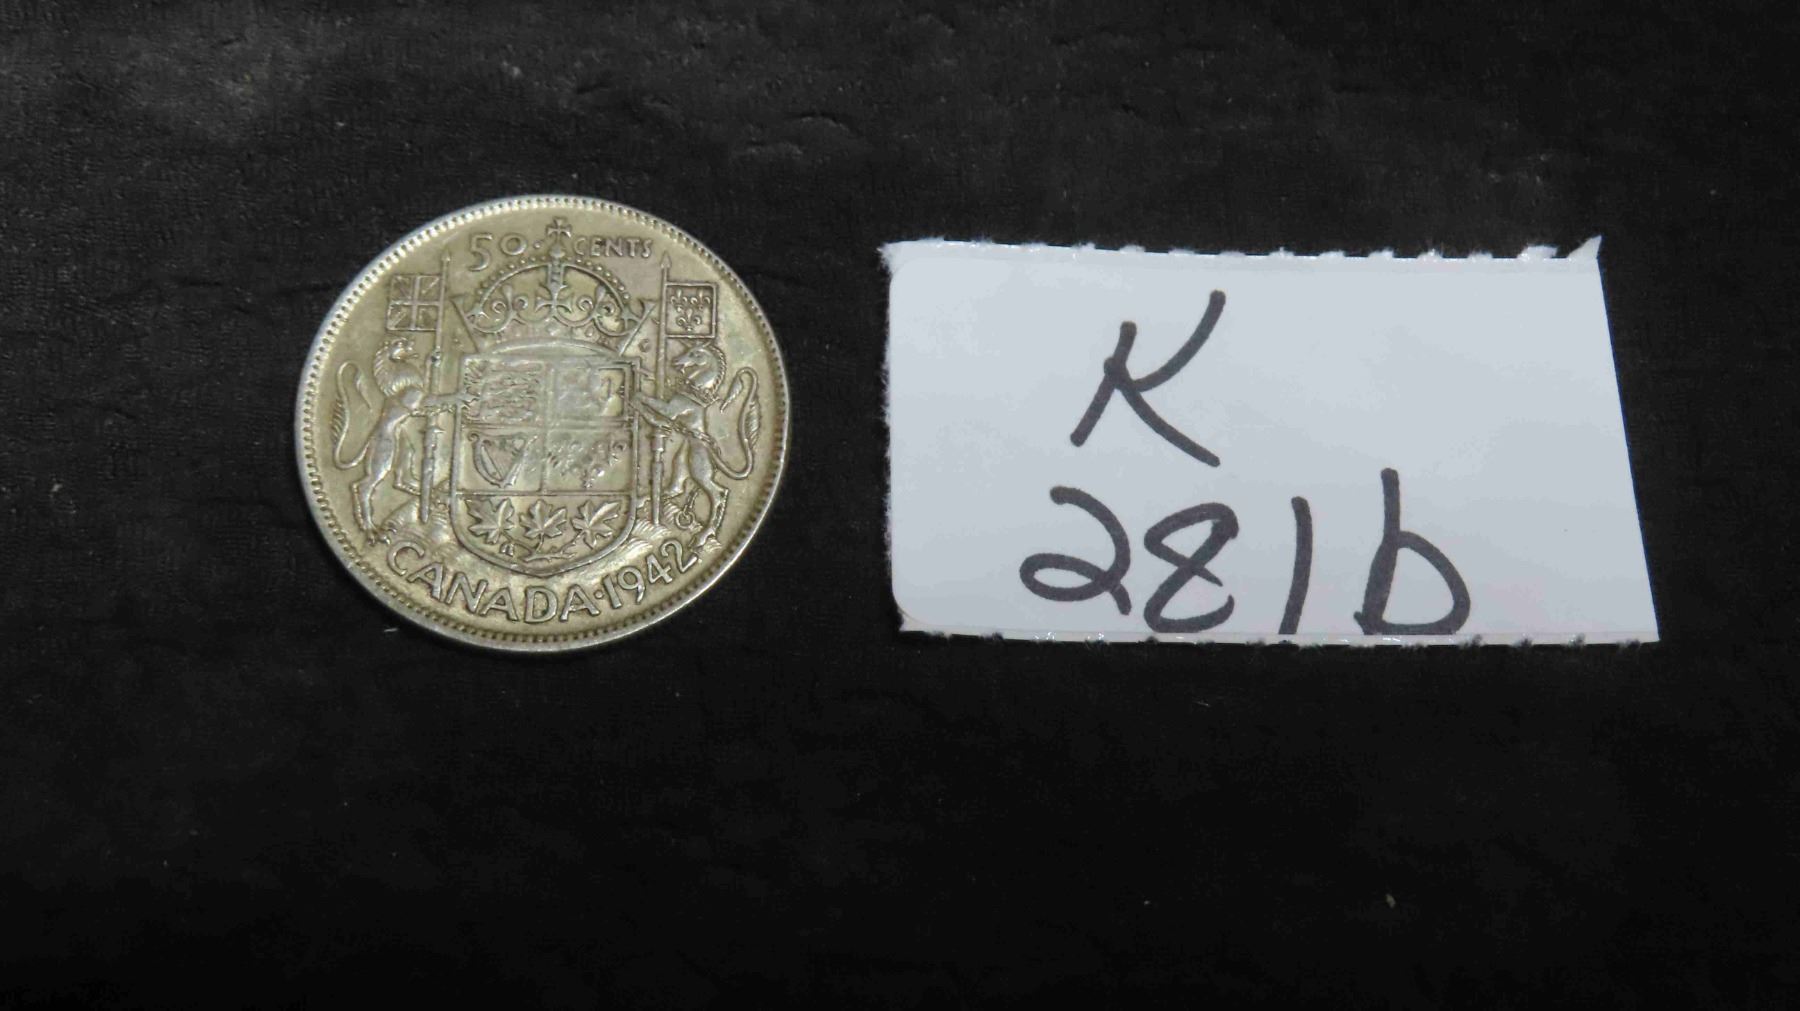 50 · CENTS
CANADA · 1942
K
281b